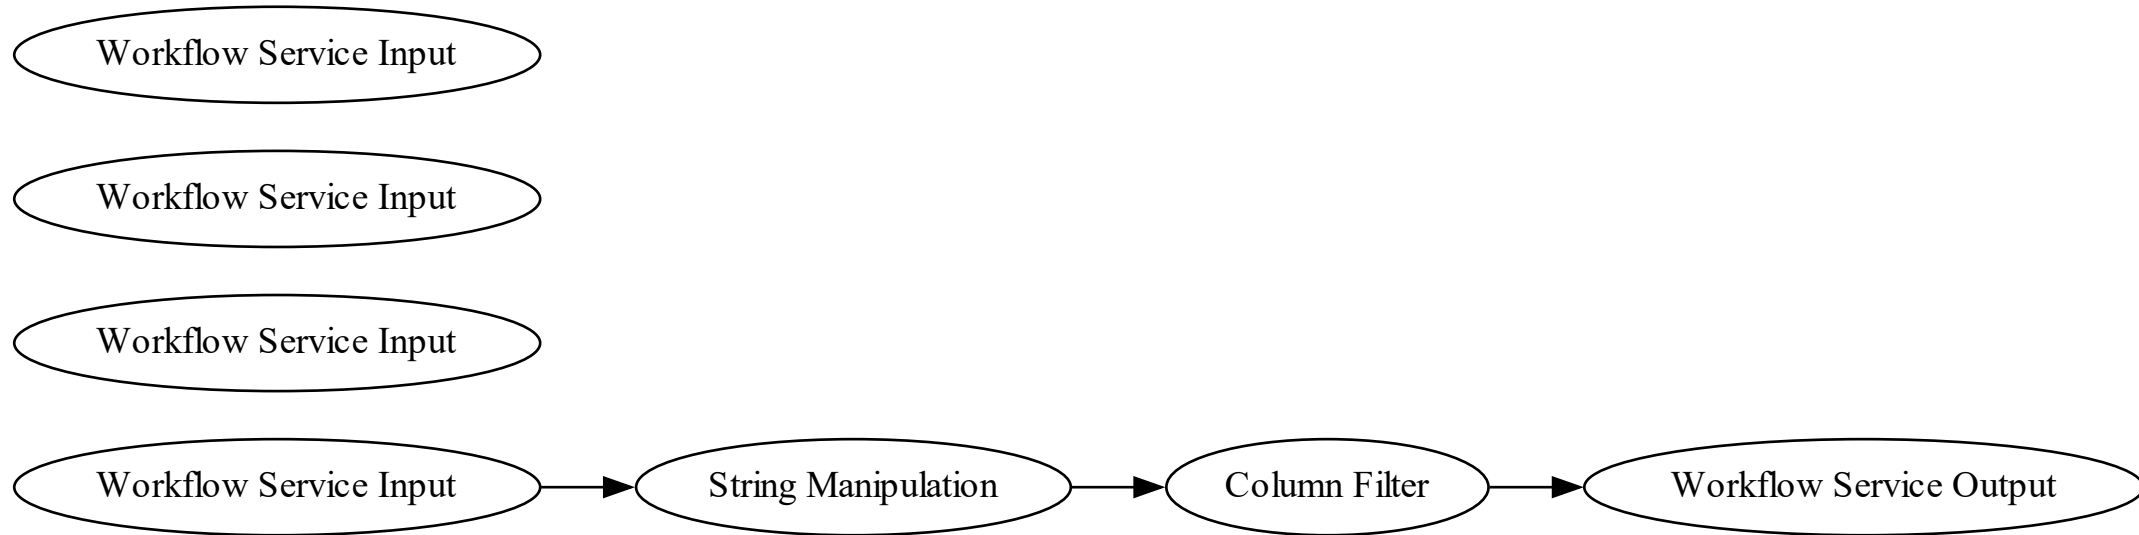 Workflow Service Input
Workflow Service Input
Workflow Service Input
Workflow Service Input
String Manipulation
Column Filter
Workflow Service Output